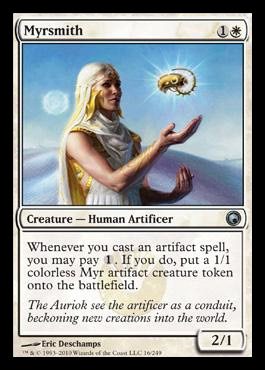 Myrsmith 1
Creature — Human Artificer
Whenever you cast an artifact spell,
you may pay 1. If you do, put a 1/1
colorless Myr artifact creature token
onto the battlefield.
The Auriok see the artificer as a conduit,
beckoning new creations into the world.
Eric Deschamps
™ & © 1993–2010 Wizards of the Coast LLC 16/249
2/1